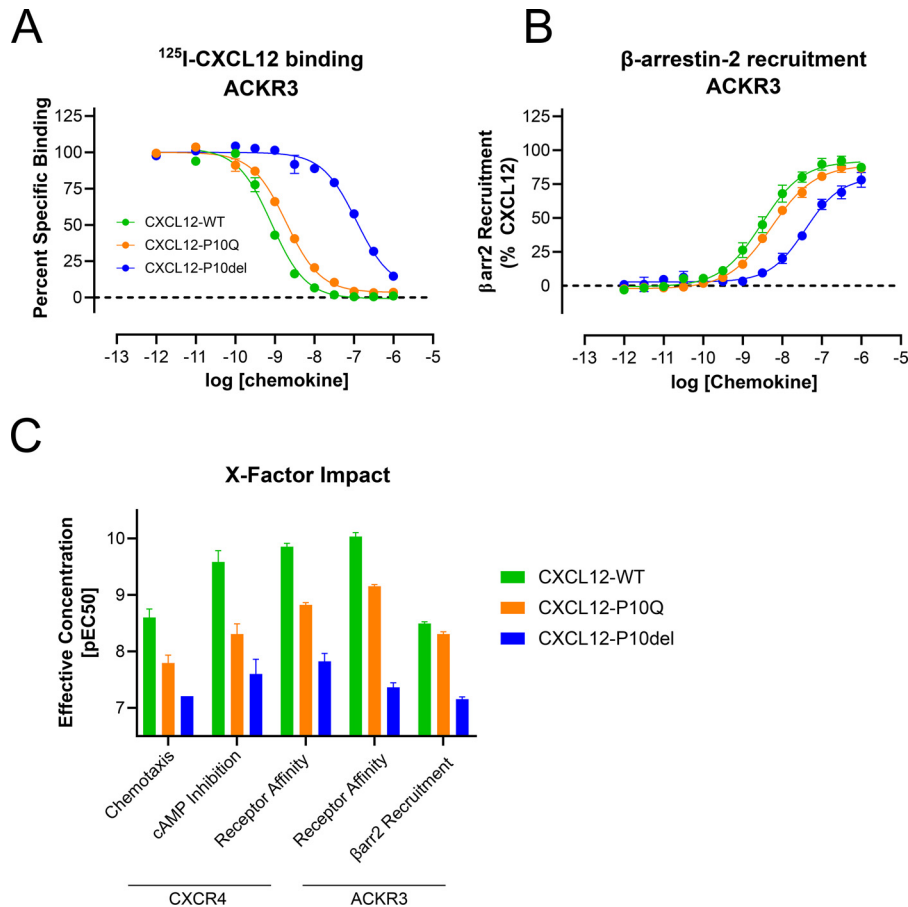 A
¹²⁵I-CXCL12 binding
ACKR3
Percent Specific Binding
125
100
75
50
25
0
CXCL12-WT
CXCL12-P10Q
CXCL12-P10del
-13 -12 -11 -10 -9 -8 -7 -6 -5
log [chemokine]
B
β-arrestin-2 recruitment
ACKR3
βarr2 Recruitment
(% CXCL12)
125
100
75
50
25
0
-13 -12 -11 -10 -9 -8 -7 -6 -5
log [Chemokine]
C
X-Factor Impact
Effective Concentration
[pEC50]
10
9
8
7
Chemotaxis
cAMP Inhibition
Receptor Affinity
Receptor Affinity
βarr2 Recruitment
CXCR4
ACKR3
CXCL12-WT
CXCL12-P10Q
CXCL12-P10del